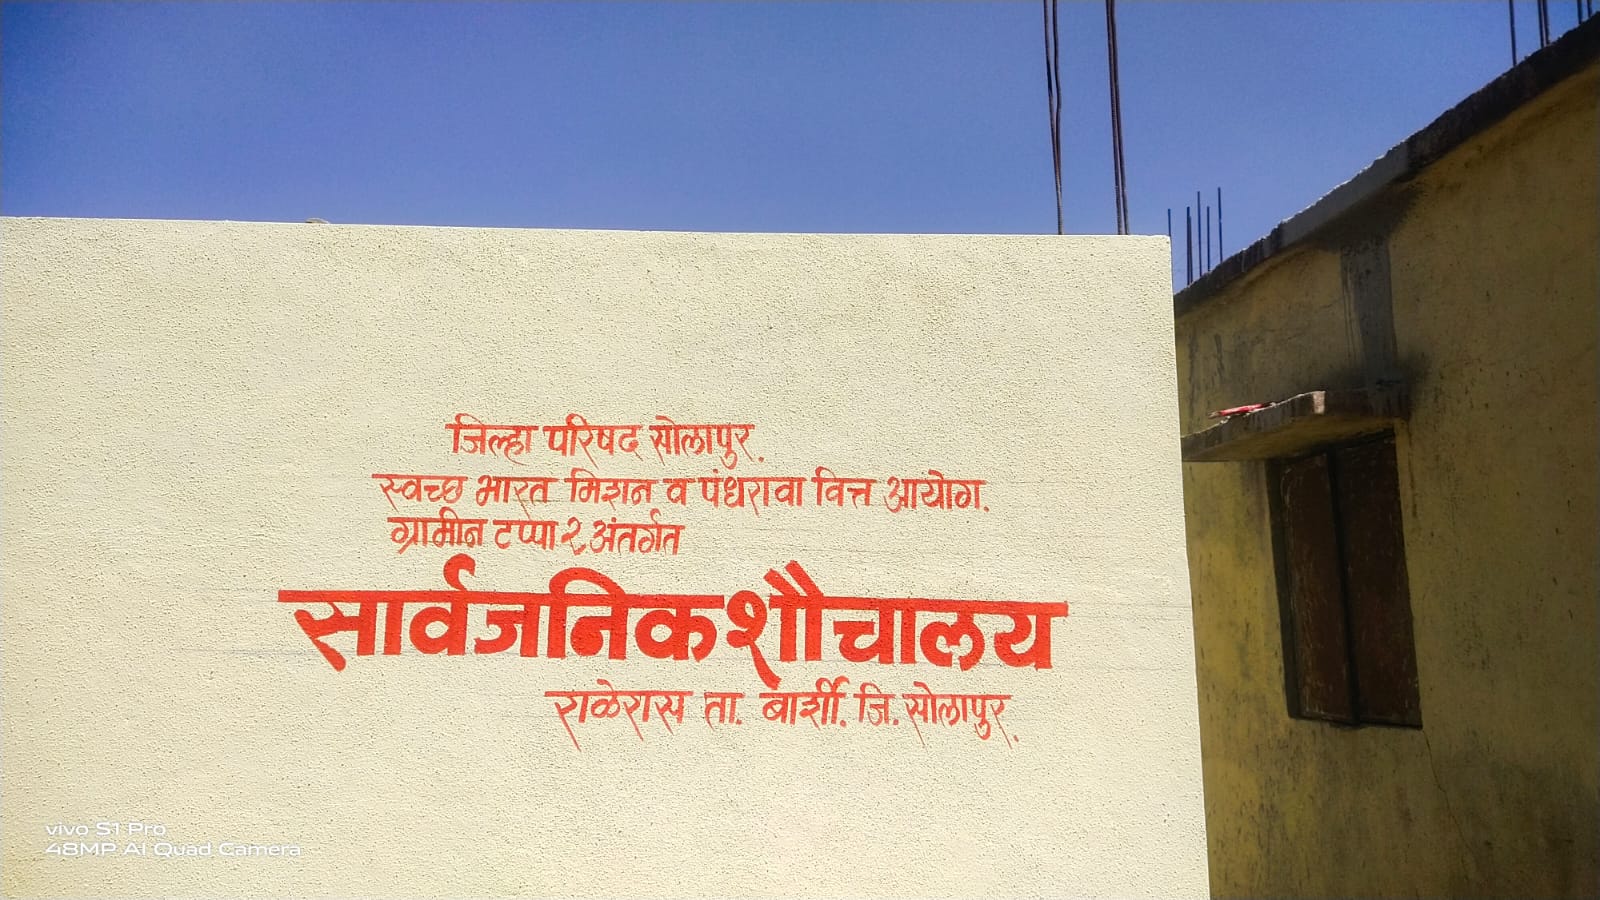 जिल्हा परिषद सोलापूर.
स्वच्छ भारत मिशन व पंधरावा वित्त आयोग.
ग्रामीन टप्पा २ अंतर्गत
सार्वजनिक शौचालय
राळेरास ता. बार्शी. जि. सोलापुर.
vivo S1 Pro
48MP AI Quad Camera